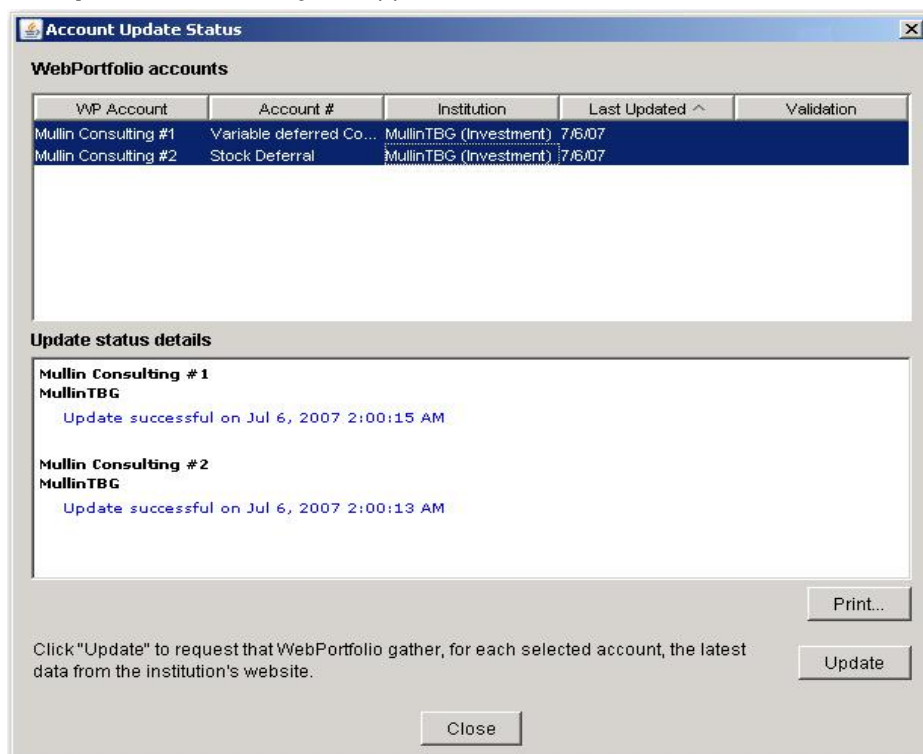 Account Update Status
WebPortfolio accounts
WP Account Account # Institution Last Updated ^ Validation
Mullin Consulting #1 Variable deferred Co... MullinTBG (Investment) 7/6/07
Mullin Consulting #2 Stock Deferral MullinTBG (Investment) 7/6/07
Update status details
Mullin Consulting #1
MullinTBG
Update successful on Jul 6, 2007 2:00:15 AM
Mullin Consulting #2
MullinTBG
Update successful on Jul 6, 2007 2:00:13 AM
Print...
Click "Update" to request that WebPortfolio gather, for each selected account, the latest
data from the institution's website.
Update
Close